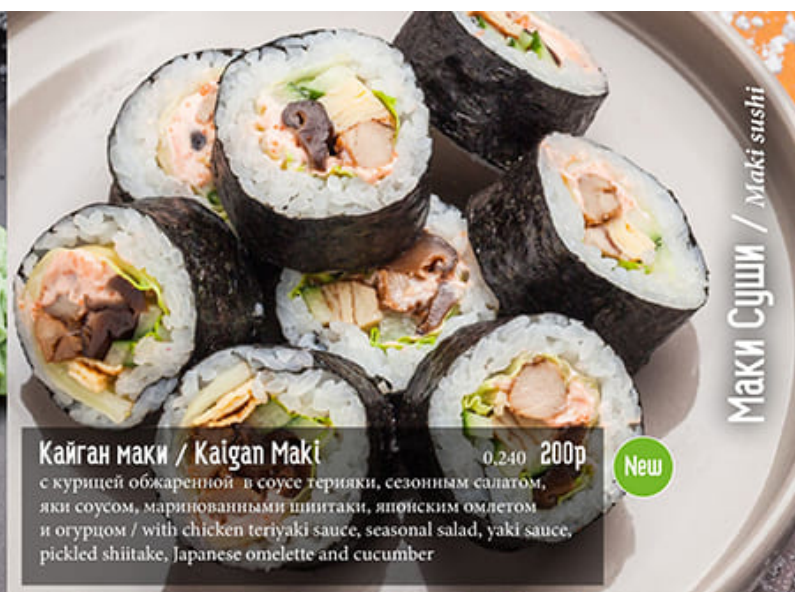 Маки Суши / Maki sushi
Кайган маки / Kaigan Maki 0,240 200р
с курицей обжаренной в соусе терияки, сезонным салатом,
яки соусом, маринованными шиитаки, японским омлетом
и огурцом / with chicken teriyaki sauce, seasonal salad, yaki sauce,
pickled shiitake, Japanese omelette and cucumber
New